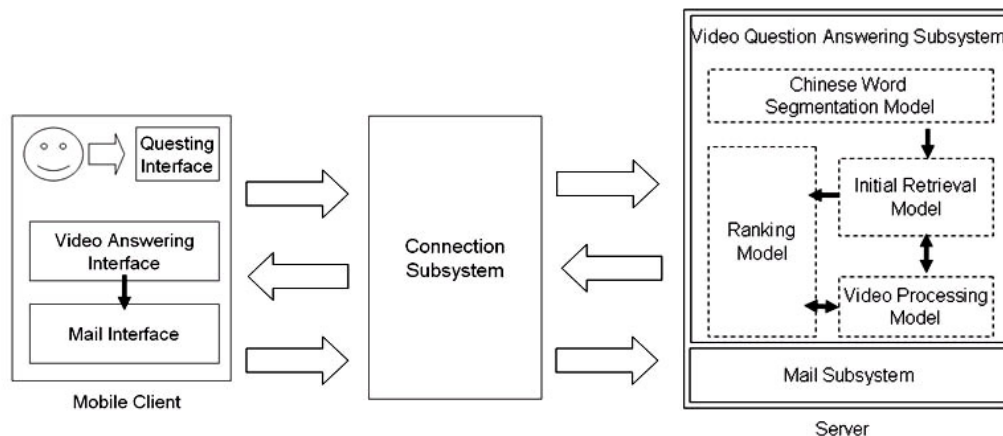 Questing
Interface
Video Answering
Interface
Mail Interface
Mobile Client
Connection
Subsystem
Video Question Answering Subsystem
Chinese Word
Segmentation Model
Ranking
Model
Initial Retrieval
Model
Video Processing
Model
Mail Subsystem
Server